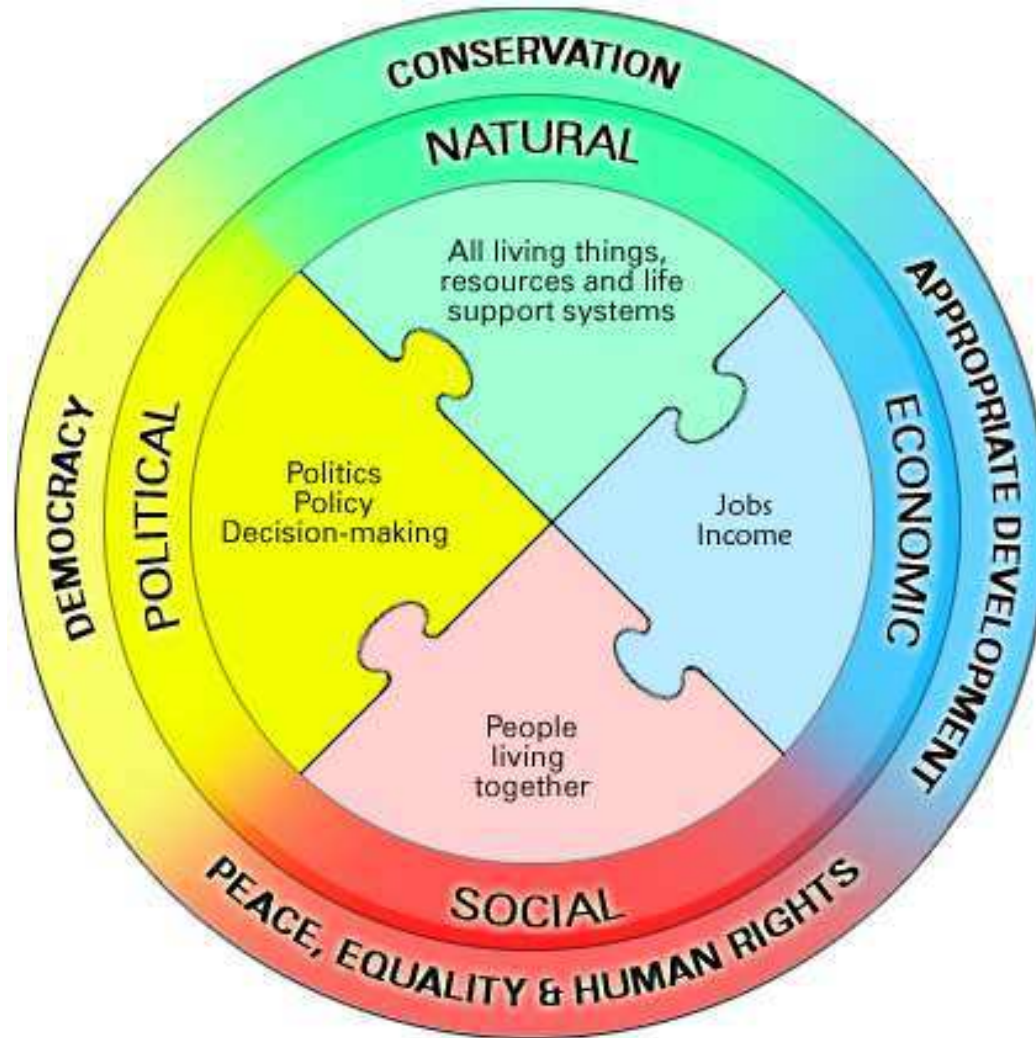 CONSERVATION
NATURAL
All living things,
resources and life
support systems
DEMOCRACY
POLITICAL
Politics
Policy
Decision-making
Jobs
Income
ECONOMIC
APPROPRIATE DEVELOPMENT
People
living
together
SOCIAL
PEACE, EQUALITY & HUMAN RIGHTS